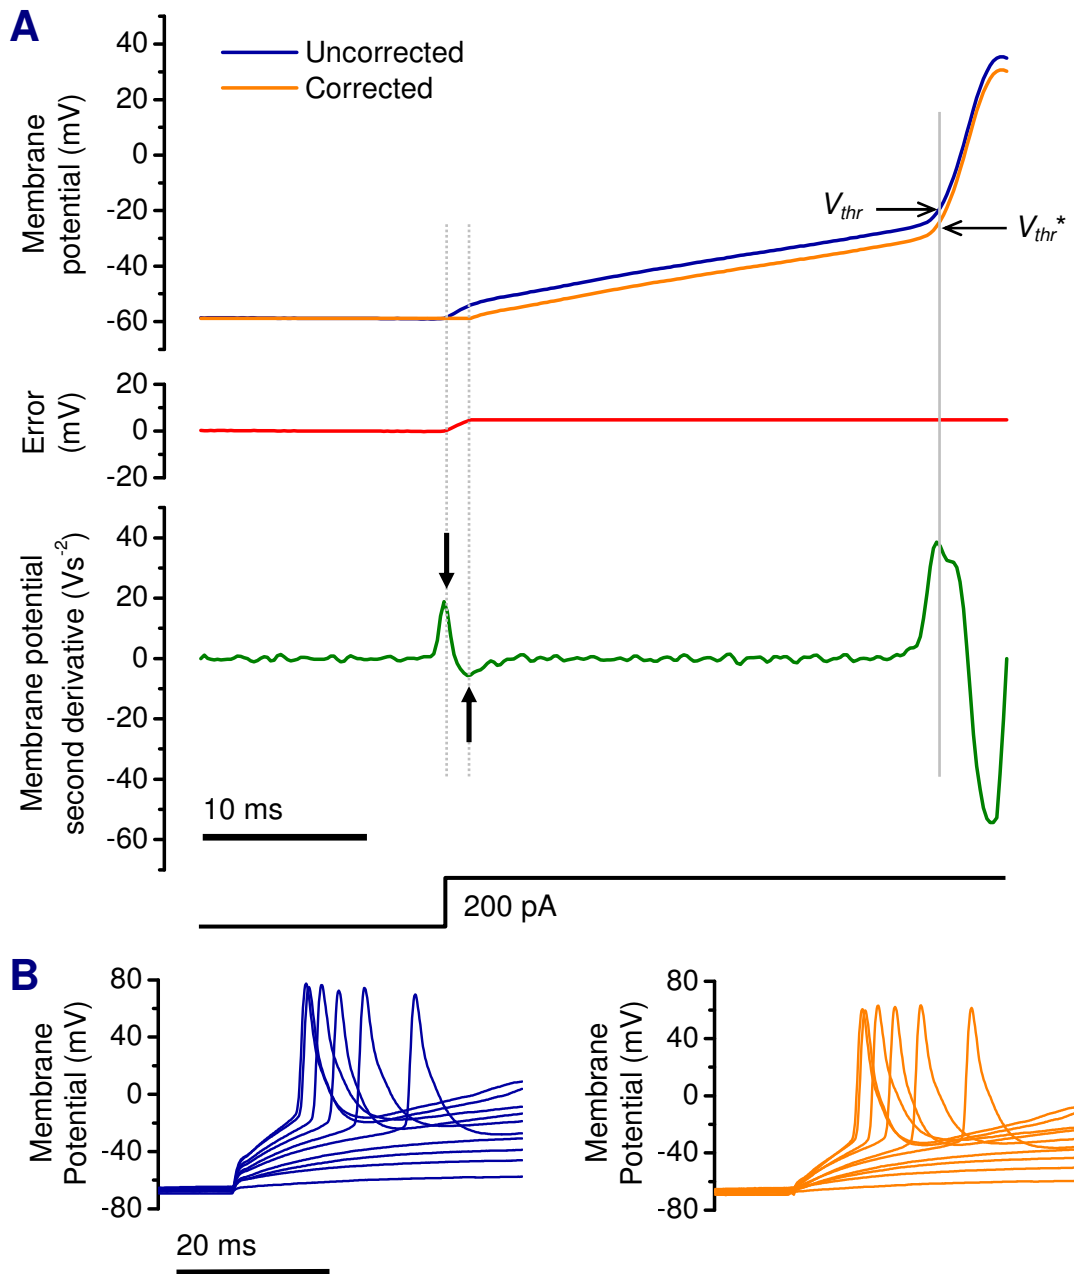 A
Membrane
potential (mV)
40
20
0
-20
-40
-60
Uncorrected
Corrected
Vthr
Vthr*
Error
(mV)
20
0
-20
Membrane potential
second derivative (Vs-2)
40
20
0
-20
-40
-60
10 ms
200 pA
B
Membrane
Potential (mV)
80
40
0
-40
-80
20 ms
Membrane
Potential (mV)
80
40
0
-40
-80